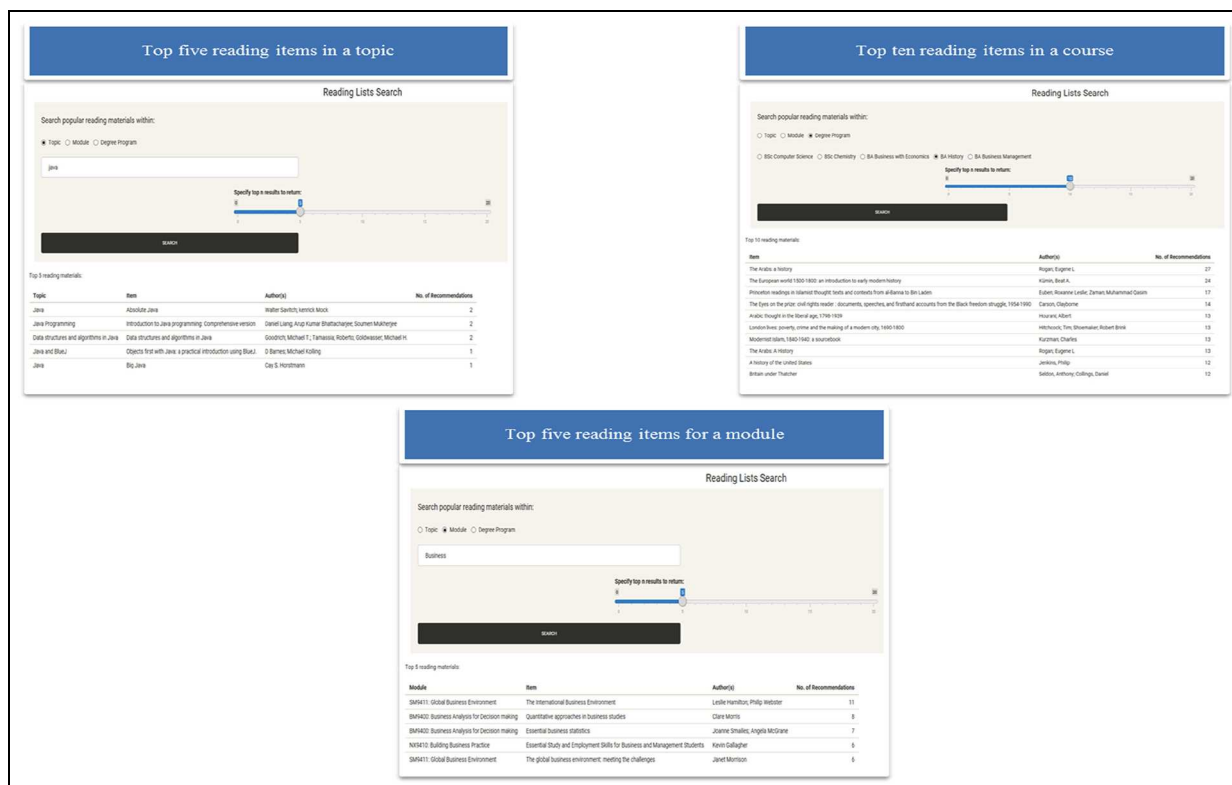 Top five reading items in a topic
Reading Lists Search
Search popular reading materials within:
Topic Module Degree Program
java
Specify top n results to return:
0 5 20
0 5 10 15 20
SEARCH
Top 5 reading materials:
Topic Item Author(s) No. of Recommendations
Java Absolute Java Walter Savitch; Kenrick Mock 2
Java Programming Introduction to Java programming: Comprehensive version Daniel Liang; Arup Kumar Bhattacharjee; Soumen Mukherjee 2
Data structures and algorithms in Java Data structures and algorithms in Java Goodrich, Michael T.; Tamassia, Roberto; Goldwasser, Michael H. 2
Java and BlueJ Objects first with Java: a practical introduction using BlueJ. D Barnes; Michael Kolling 1
Java Big Java Cay S. Horstmann 1
Top ten reading items in a course
Reading Lists Search
Search popular reading materials within:
Topic Module Degree Program
BSc Computer Science BSc Chemistry BA Business with Economics BA History BA Business Management
Specify top n results to return:
10
SEARCH
Top 10 reading materials:
Item Author(s) No. of Recommendations
The Arabs: a history Rogan, Eugene L 27
The European world 1500-1800: an introduction to early modern history Kümin, Beat A. 24
Princeton readings in Islamist thought: texts and contexts from al-Banna to Bin Laden Euben, Roxanne Leslie; Zaman, Muhammad Qasim 17
The Eyes on the prize: civil rights reader : documents, speeches, and firsthand accounts from the Black freedom struggle, 1954-1990 Carson, Clayborne 14
Arabic thought in the liberal age, 1798-1939 Hourani, Albert 13
London lives: poverty, crime and the making of a modern city, 1690-1800 Hitchcock, Tim; Shoemaker, Robert Brink 13
Modernist Islam, 1840-1940: a sourcebook Kurzman, Charles 13
The Arabs: A History Rogan, Eugene L 13
A history of the United States Jenkins, Philip 12
Britain under Thatcher Seldon, Anthony; Collings, Daniel 12
Top five reading items for a module
Reading Lists Search
Search popular reading materials within:
Topic Module Degree Program
Business
Specify top n results to return:
5
SEARCH
Top 5 reading materials:
Module Item Author(s) No. of Recommendations
SM9411: Global Business Environment The International Business Environment Leslie Hamilton; Philip Webster 11
BM9400: Business Analysis for Decision making Quantitative approaches in business studies Clare Morris 8
BM9400: Business Analysis for Decision making Essential business statistics Joanne Smailes; Angela McGrane 7
NX9410: Building Business Practice Essential Study and Employment Skills for Business and Management Students Kevin Gallagher 6
SM9411: Global Business Environment The global business environment: meeting the challenges Janet Morrison 6